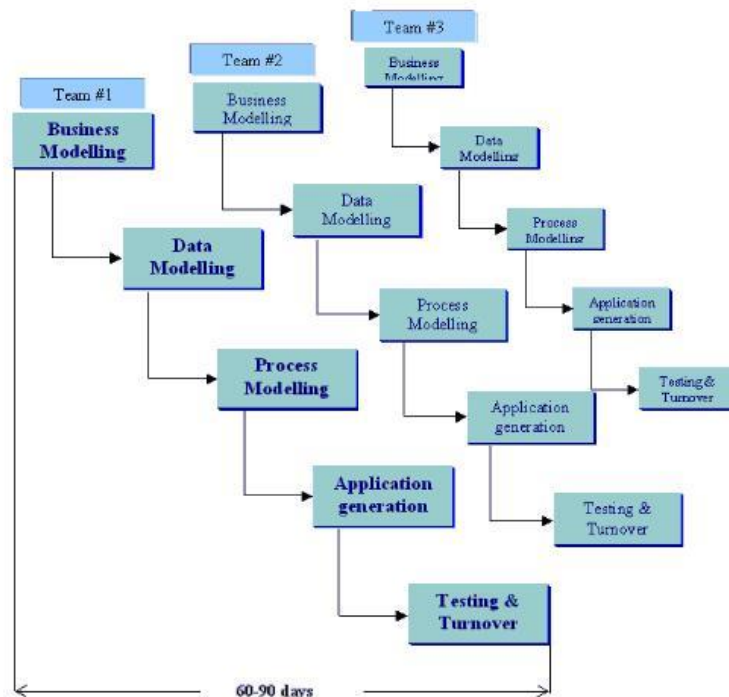 Team #1
Business
Modelling
Data
Modelling
Process
Modelling
Application
generation
Testing &
Turnover
Team #2
Business
Modelling
Data
Modelling
Process
Modelling
Application
generation
Testing &
Turnover
Team #3
Business
Modelling
Data
Modelling
Process
Modelling
Application
generation
Testing &
Turnover
60-90 days